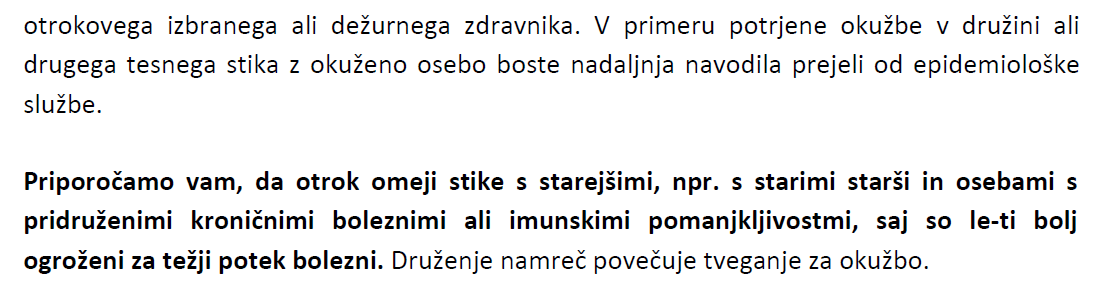 otrokovega izbranega ali dežurnega zdravnika. V primeru potrjene okužbe v družini ali
drugega tesnega stika z okuženo osebo boste nadaljnja navodila prejeli od epidemiološke
službe.
Priporočamo vam, da otrok omeji stike s starejšimi, npr. s starimi starši in osebami s
pridruženimi kroničnimi boleznimi ali imunskimi pomanjkljivostmi, saj so le-ti bolj
ogroženi za težji potek bolezni. Druženje namreč povečuje tveganje za okužbo.